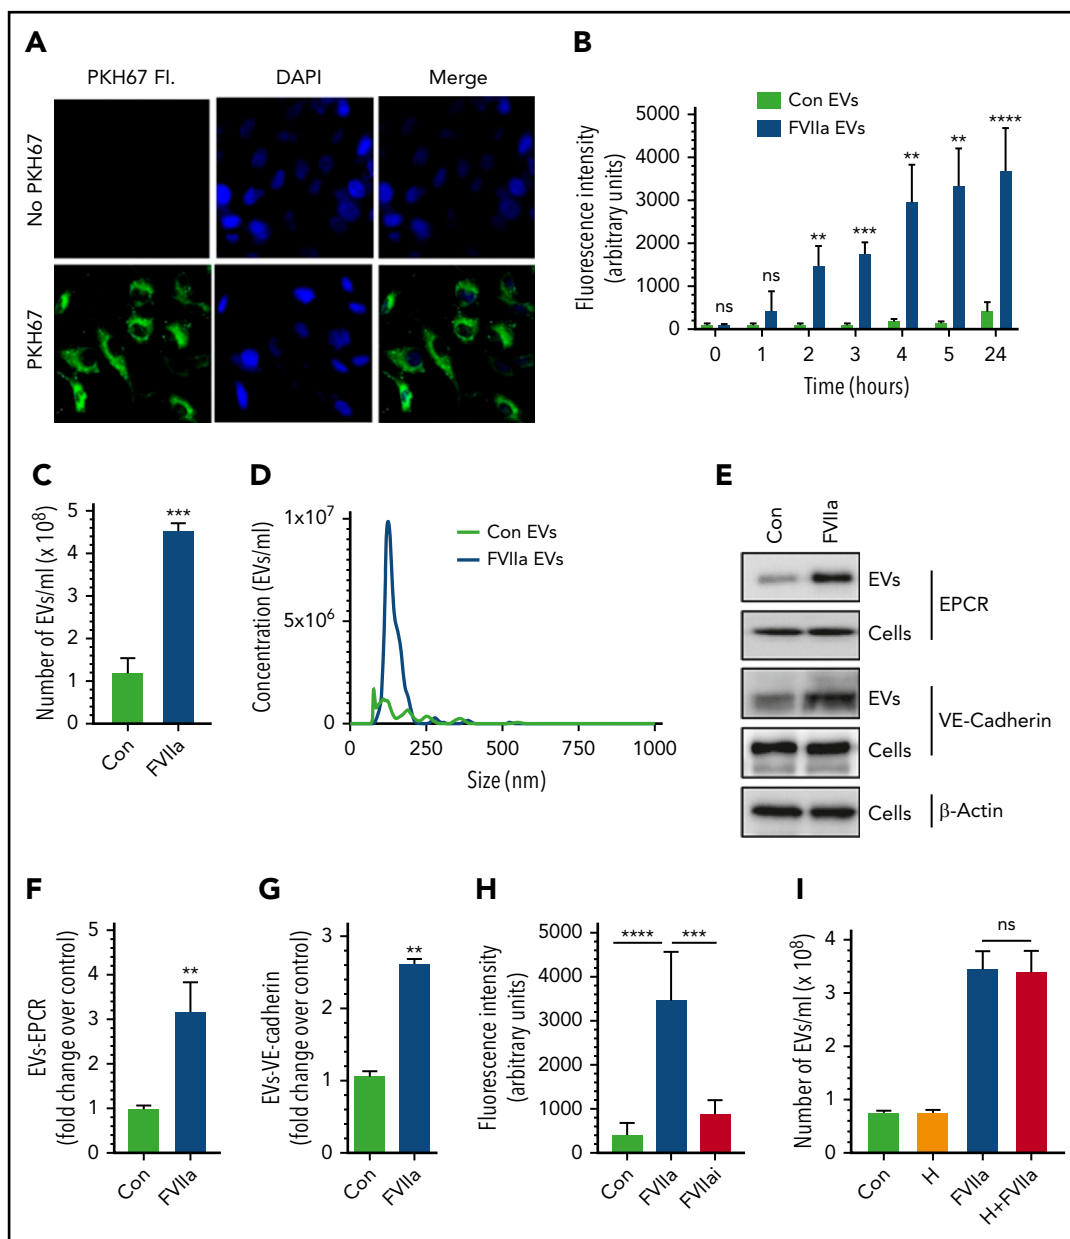 A
PKH67 Fl.
DAPI
Merge
No PKH67
PKH67
B
Con EVs
FVIIa EVs
Fluorescence intensity
(arbitrary units)
5000
4000
3000
2000
1000
0
ns
ns
**
***
**
**
****
0 1 2 3 4 5 24
Time (hours)
C
Number of EVs/ml (x 10⁸)
5
4
3
2
1
0
***
Con
FVIIa
D
Concentration (EVs/ml)
1×10⁷
5×10⁶
0
Con EVs
FVIIa EVs
0 250 500 750 1000
Size (nm)
E
Con
FVIIa
EVs
Cells
EPCR
EVs
Cells
VE-Cadherin
Cells
β-Actin
F
EVs-EPCR
(fold change over control)
5
4
3
2
1
0
**
Con
FVIIa
G
EVs-VE-cadherin
(fold change over control)
3
2
1
0
**
Con
FVIIa
H
Fluorescence intensity
(arbitrary units)
5000
4000
3000
2000
1000
0
****
***
Con
FVIIa
FVIIai
I
Number of EVs/ml (x 10⁸)
4
3
2
1
0
ns
Con
H
FVIIa
H+FVIIa